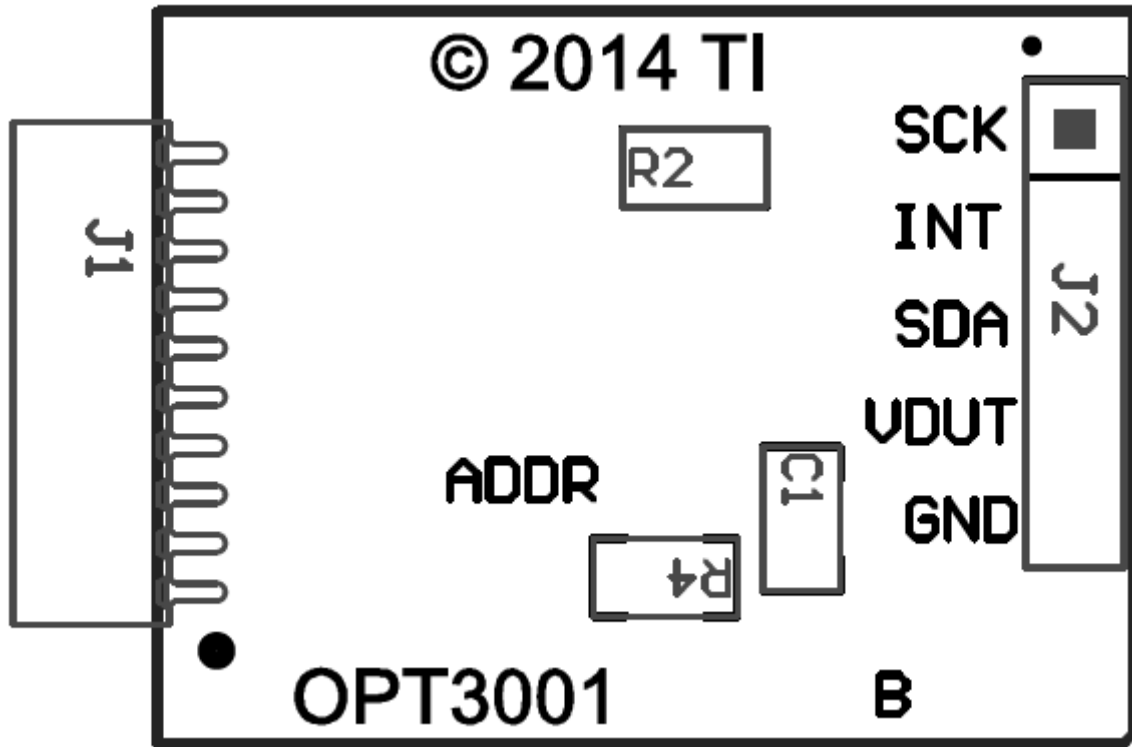 © 2014 TI
SCK
R2
INT
J1
J2
SDA
VDUT
ADDR
C1
GND
R4
OPT3001
B